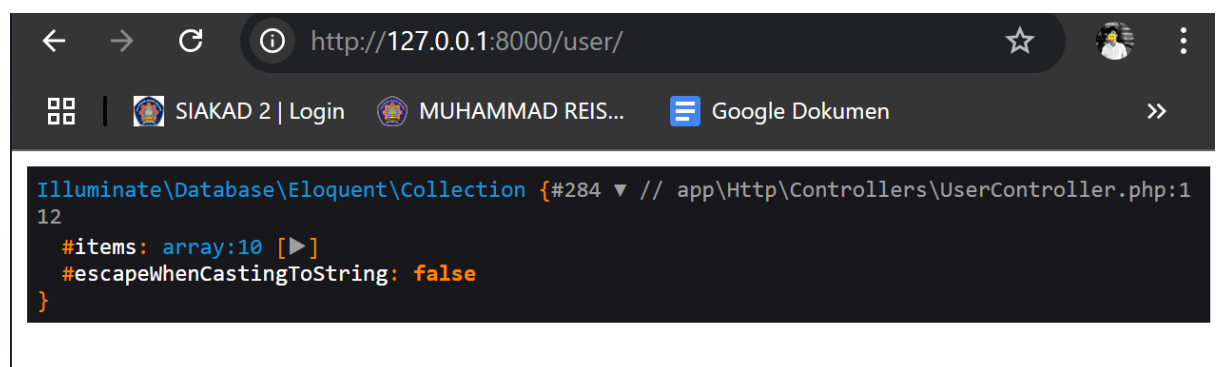 http://127.0.0.1:8000/user/
SIAKAD 2 | Login MUHAMMAD REIS... Google Dokumen
Illuminate\Database\Eloquent\Collection {#284 ▼ // app\Http\Controllers\UserController.php:1
12
#items: array:10 [▶]
#escapeWhenCastingToString: false
}